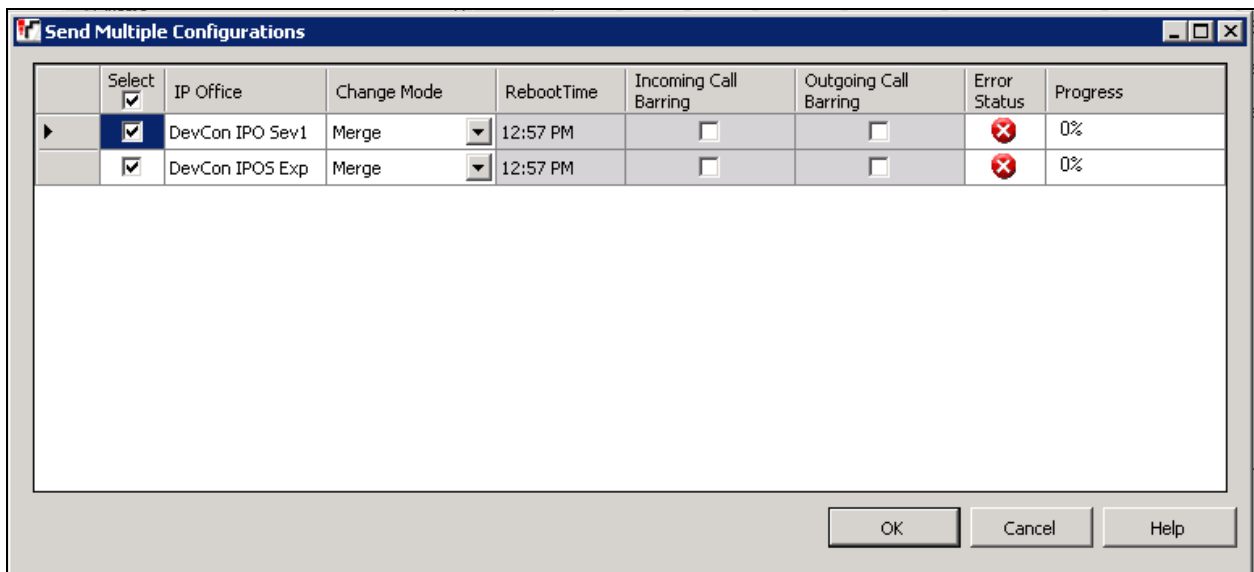 Send Multiple Configurations
Select IP Office Change Mode RebootTime Incoming Call Barring Outgoing Call Barring Error Status Progress
DevCon IPO Sev1 Merge 12:57 PM 0%
DevCon IPOS Exp Merge 12:57 PM 0%
OK Cancel Help